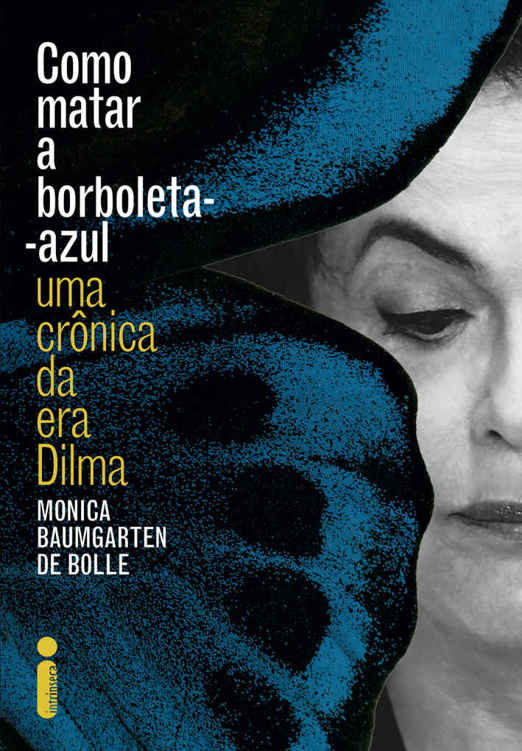 Como
matar
a
borboleta-
-azul
uma
crônica
da
era
Dilma
MONICA
BAUMGARTEN
DE BOLLE
intrínseca